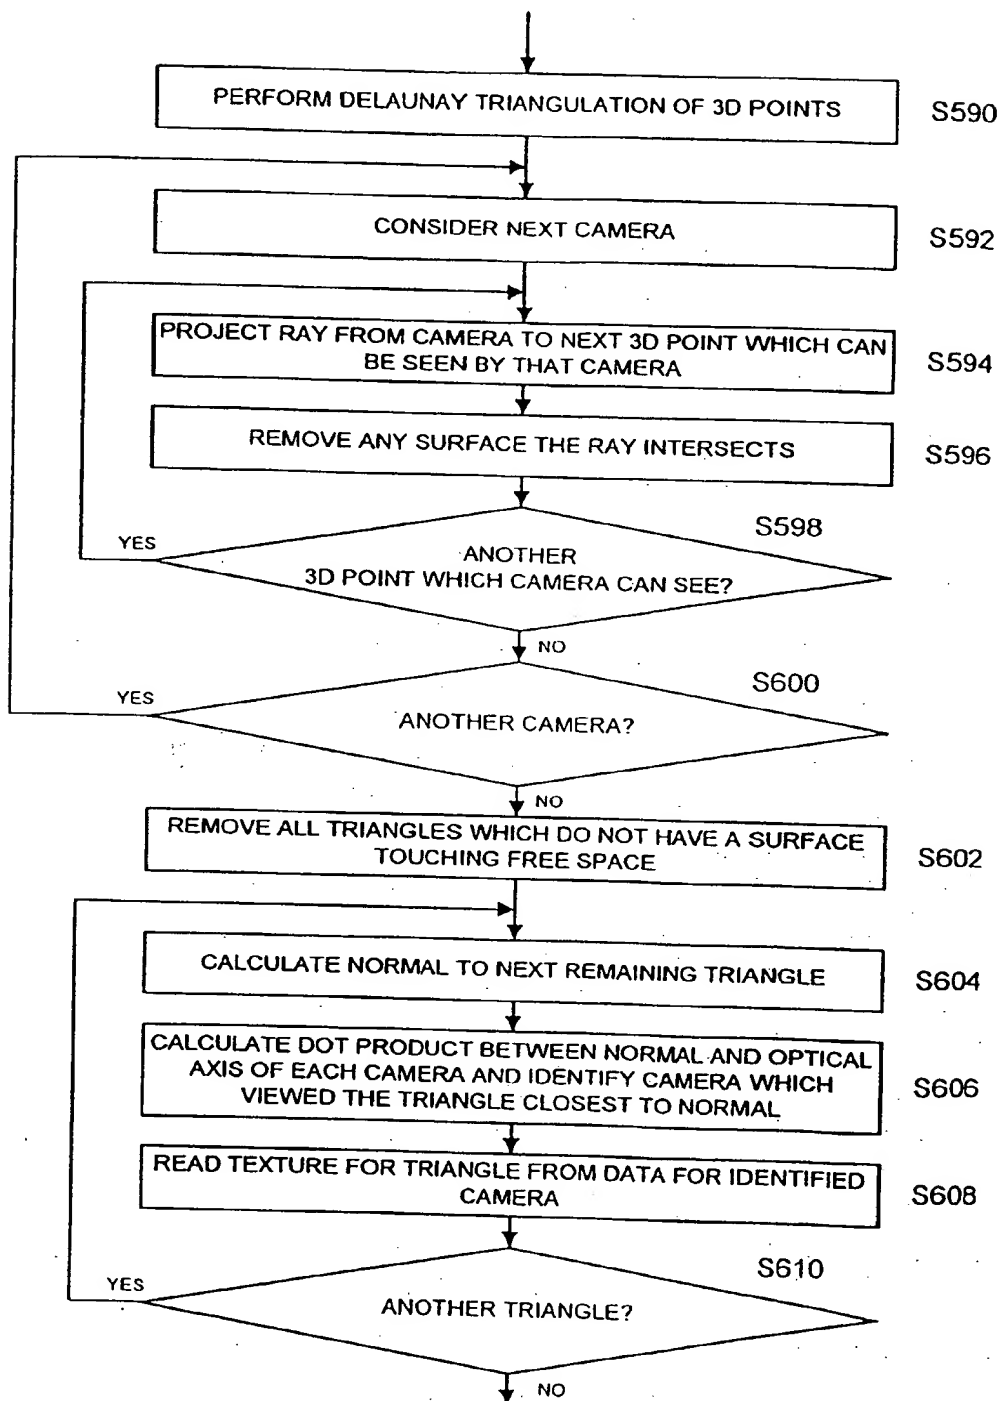 PERFORM DELAUNAY TRIANGULATION OF 3D POINTS
S590
CONSIDER NEXT CAMERA
S592
PROJECT RAY FROM CAMERA TO NEXT 3D POINT WHICH CAN
BE SEEN BY THAT CAMERA
S594
REMOVE ANY SURFACE THE RAY INTERSECTS
S596
S598
YES
ANOTHER
3D POINT WHICH CAMERA CAN SEE?
NO
S600
YES
ANOTHER CAMERA?
NO
REMOVE ALL TRIANGLES WHICH DO NOT HAVE A SURFACE
TOUCHING FREE SPACE
S602
CALCULATE NORMAL TO NEXT REMAINING TRIANGLE
S604
CALCULATE DOT PRODUCT BETWEEN NORMAL AND OPTICAL
AXIS OF EACH CAMERA AND IDENTIFY CAMERA WHICH
VIEWED THE TRIANGLE CLOSEST TO NORMAL
S606
READ TEXTURE FOR TRIANGLE FROM DATA FOR IDENTIFIED
CAMERA
S608
S610
YES
ANOTHER TRIANGLE?
NO